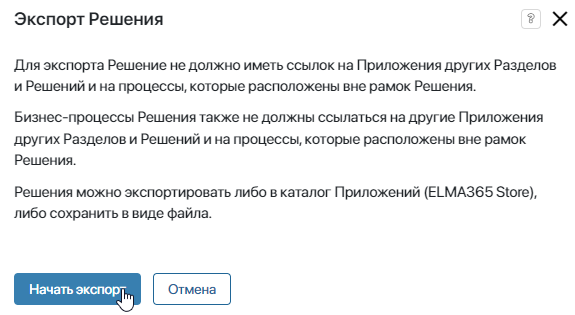 Экспорт Решения
?
Для экспорта Решение не должно иметь ссылок на Приложения других Разделов
и Решений и на процессы, которые расположены вне рамок Решения.
Бизнес-процессы Решения также не должны ссылаться на другие Приложения
других Разделов и Решений и на процессы, которые расположены вне рамок
Решения.
Решения можно экспортировать либо в каталог Приложений (ELMA365 Store),
либо сохранить в виде файла.
Начать экспорт
Отмена